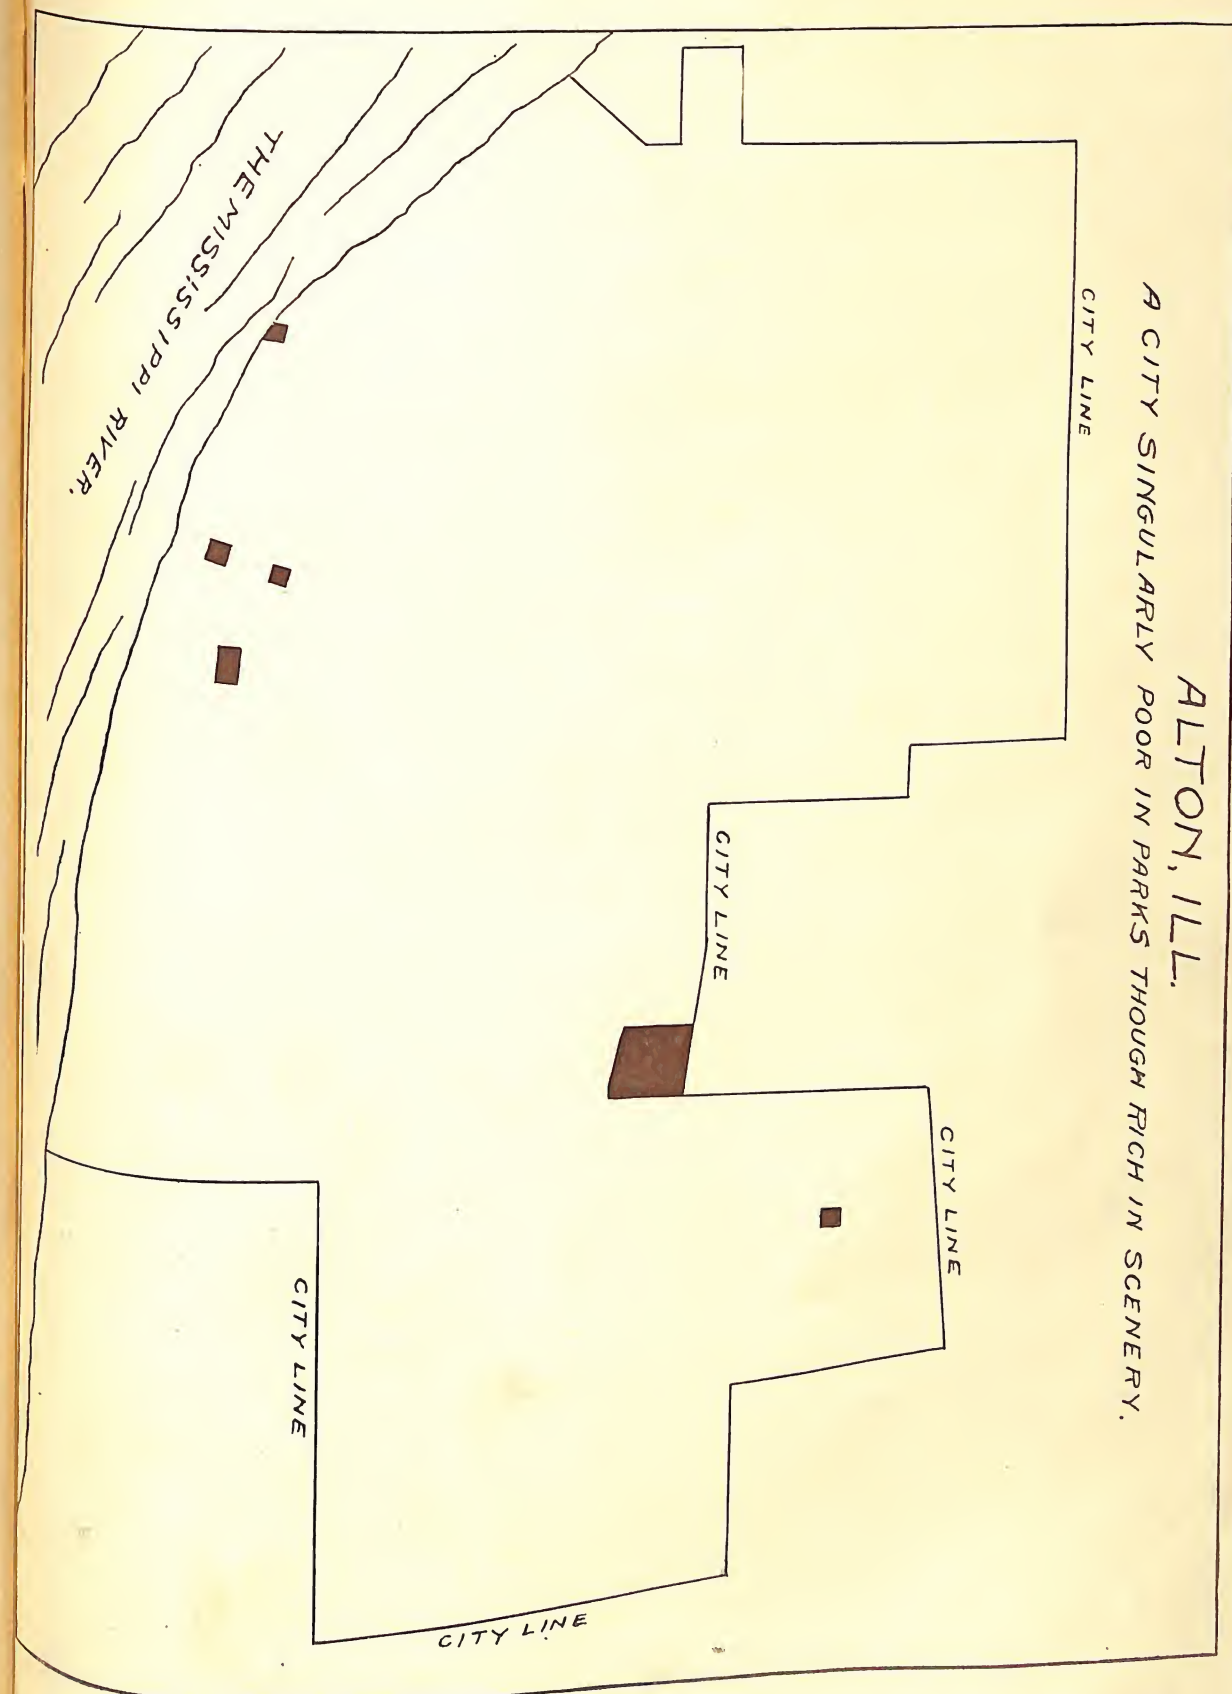 ALTON, ILL.
A CITY SINGULARLY POOR IN PARKS THOUGH RICH IN SCENERY.
CITY LINE
CITY LINE
CITY LINE
CITY LINE
CITY LINE
THE MISSISSIPPI RIVER.